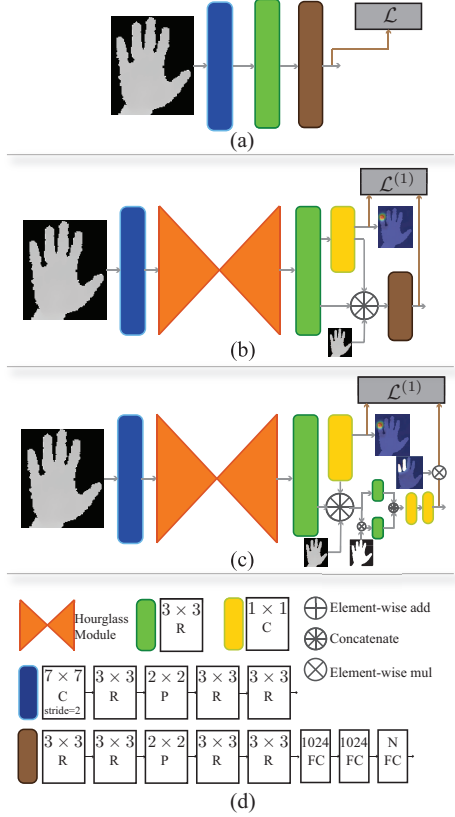 ℒ
(a)
ℒ(1)
(b)
ℒ(1)
(c)
Hourglass
Module
3 × 3
R
1 × 1
C
Element-wise add
Concatenate
Element-wise mul
7 × 7
C
stride=2
3 × 3
R
2 × 2
P
3 × 3
R
3 × 3
R
3 × 3
R
3 × 3
R
2 × 2
P
3 × 3
R
3 × 3
R
1024
FC
1024
FC
N
FC
(d)